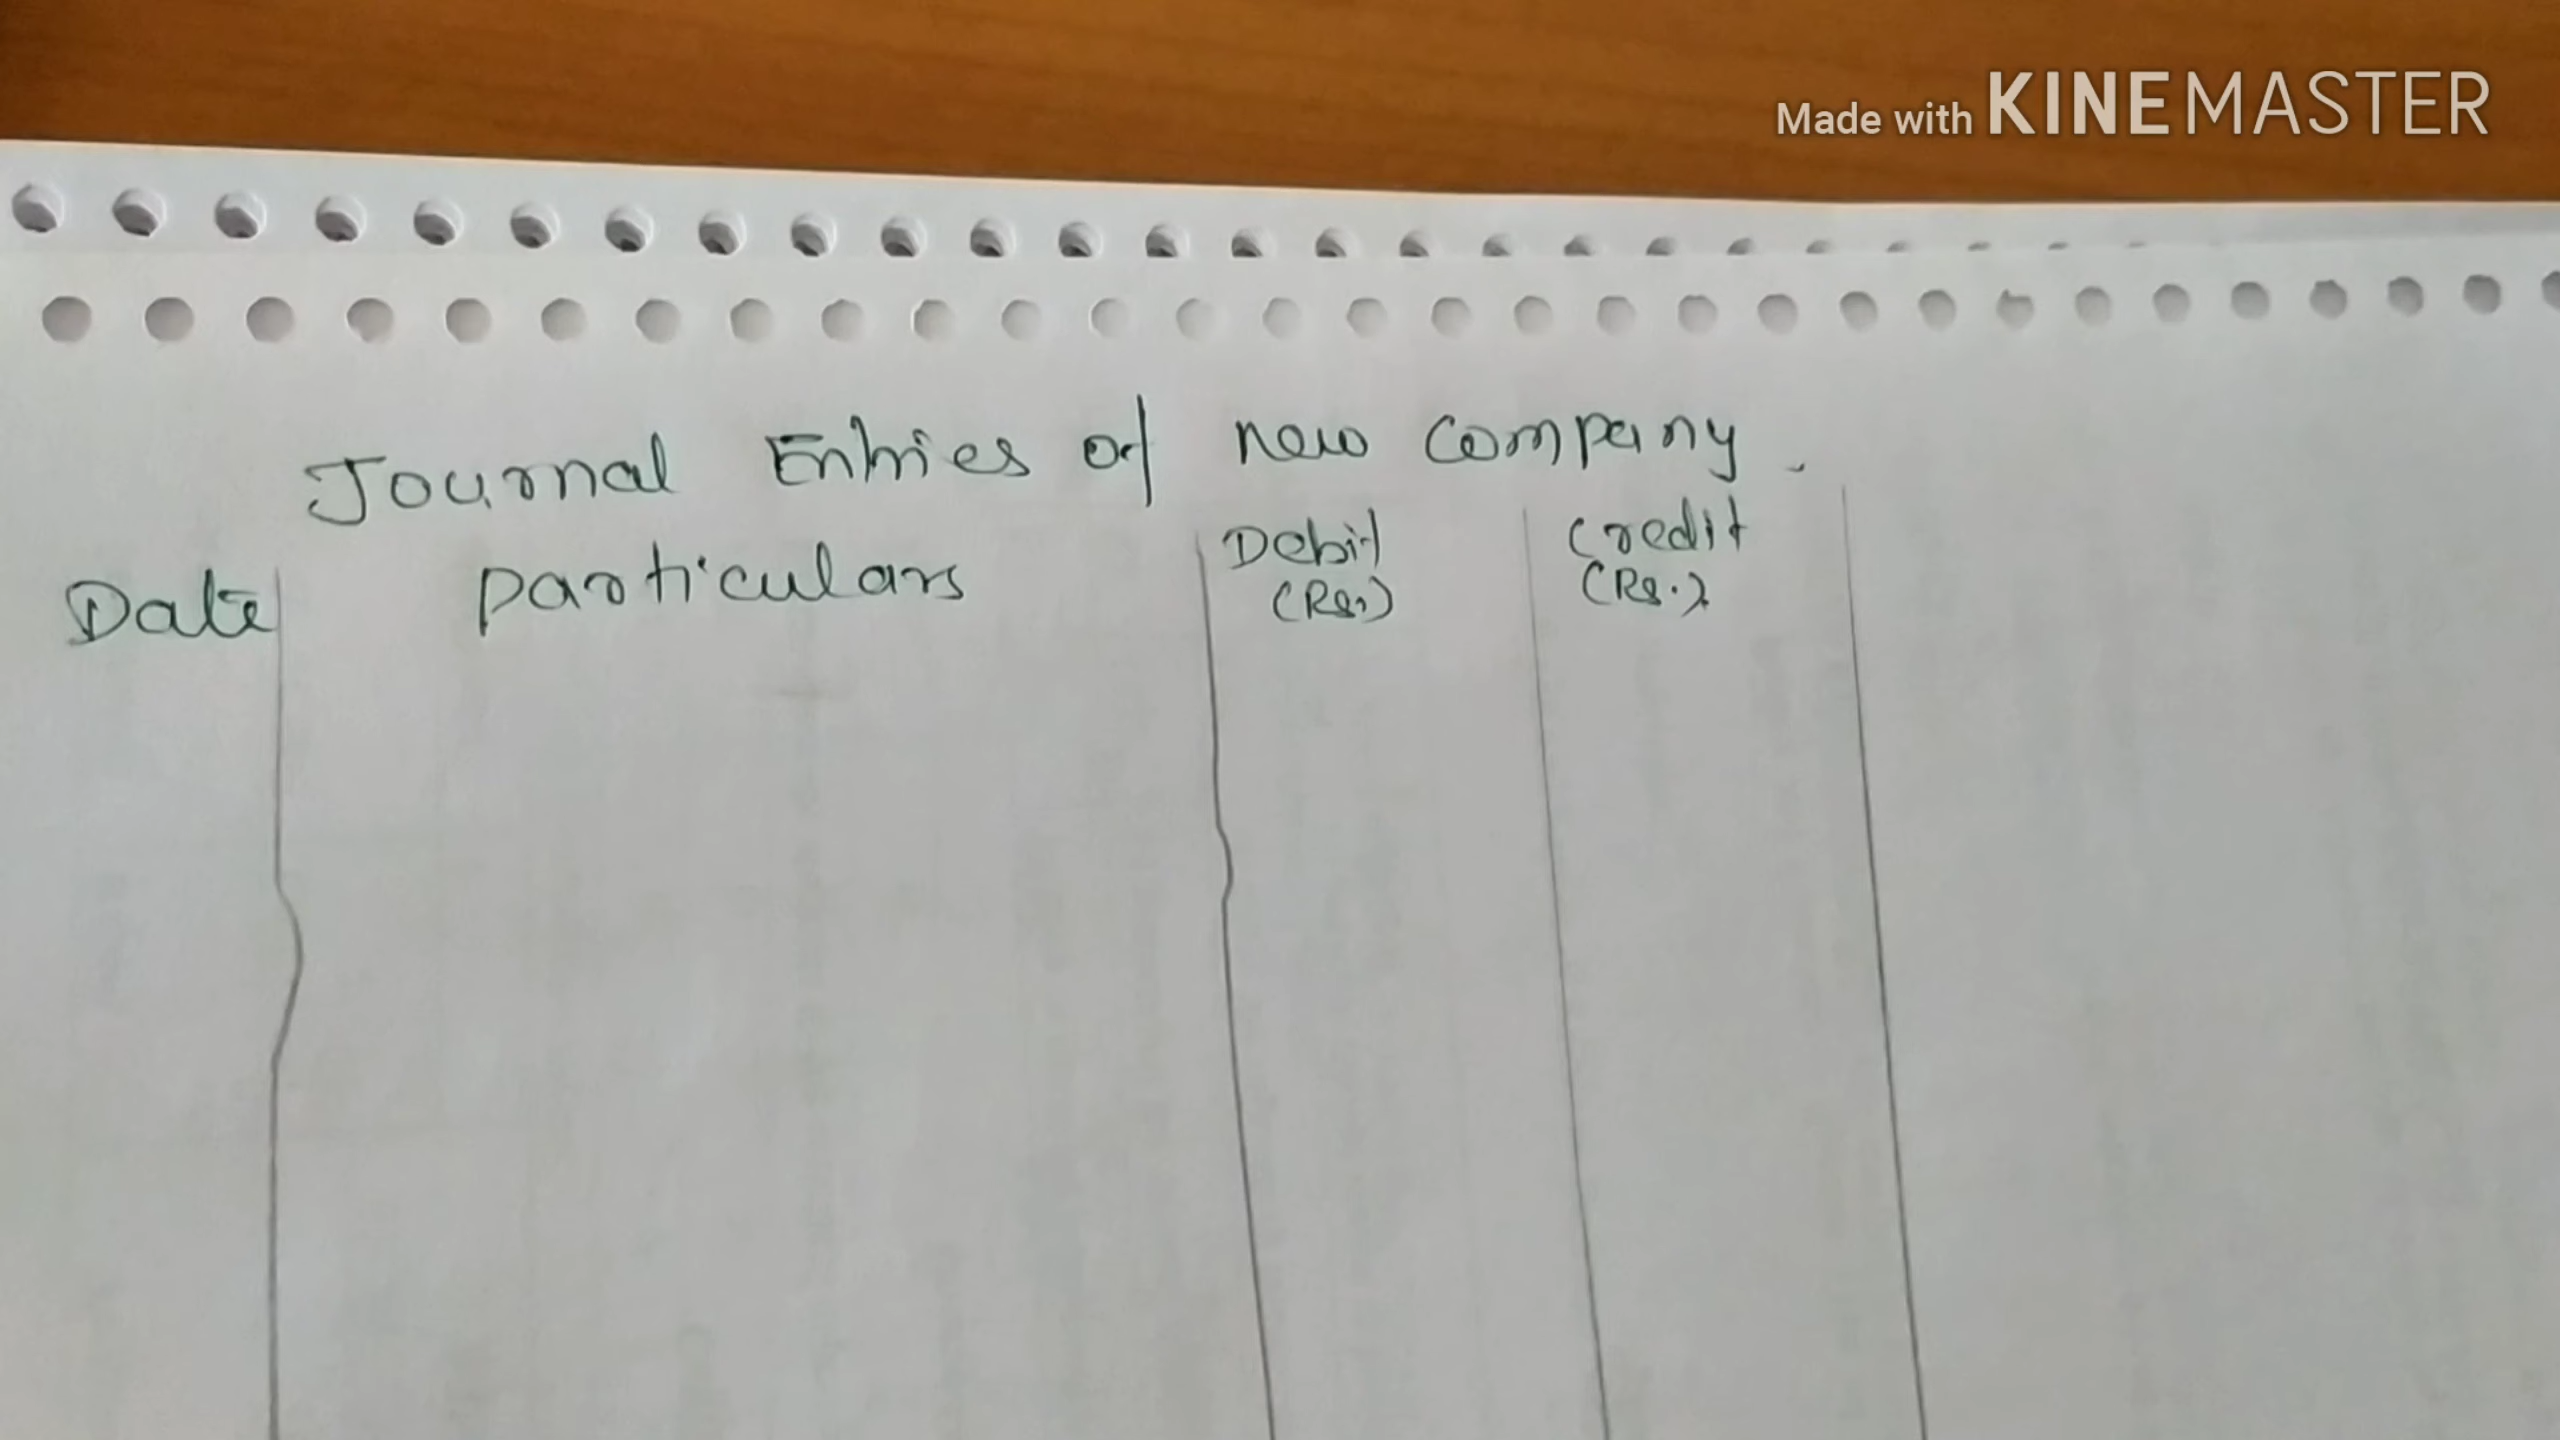 Made with KINEMASTER
Journal Entries of new company.
Date particulars Debit Credit
(Rs.) (Rs.)